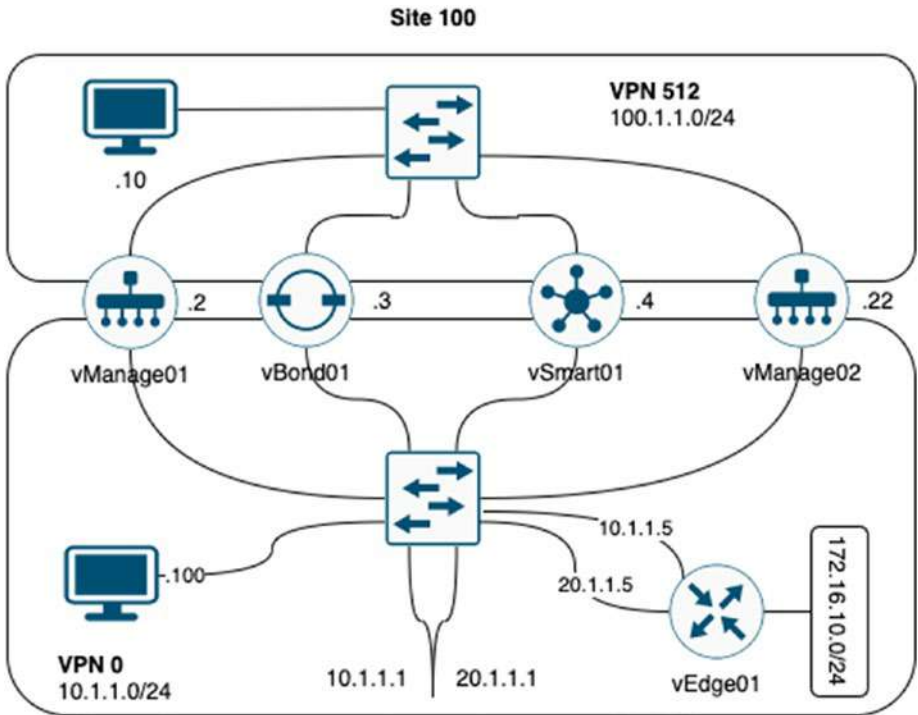 Site 100
VPN 512
100.1.1.0/24
.10
.2
.3
.4
.22
vManage01
vBond01
vSmart01
vManage02
10.1.1.5
.100
20.1.1.5
172.16.10.0/24
VPN 0
10.1.1.0/24
10.1.1.1
20.1.1.1
vEdge01